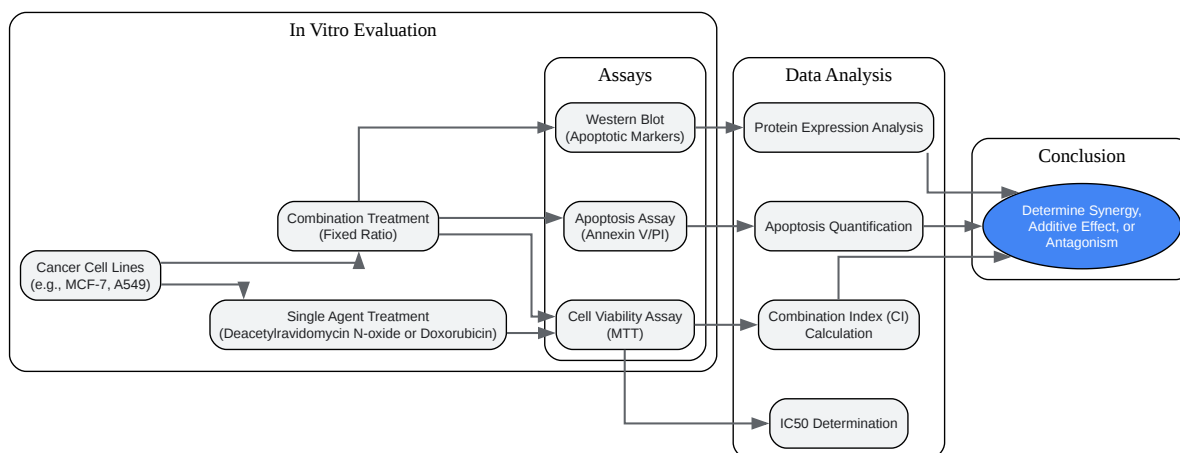 In Vitro Evaluation
Assays
Data Analysis
Western Blot
(Apoptotic Markers)
Protein Expression Analysis
Conclusion
Combination Treatment
(Fixed Ratio)
Apoptosis Assay
(Annexin V/PI)
Apoptosis Quantification
Determine Synergy,
Additive Effect, or
Antagonism
Cancer Cell Lines
(e.g., MCF-7, A549)
Single Agent Treatment
(Deacetylravidomycin N-oxide or Doxorubicin)
Cell Viability Assay
(MTT)
Combination Index (CI)
Calculation
IC50 Determination